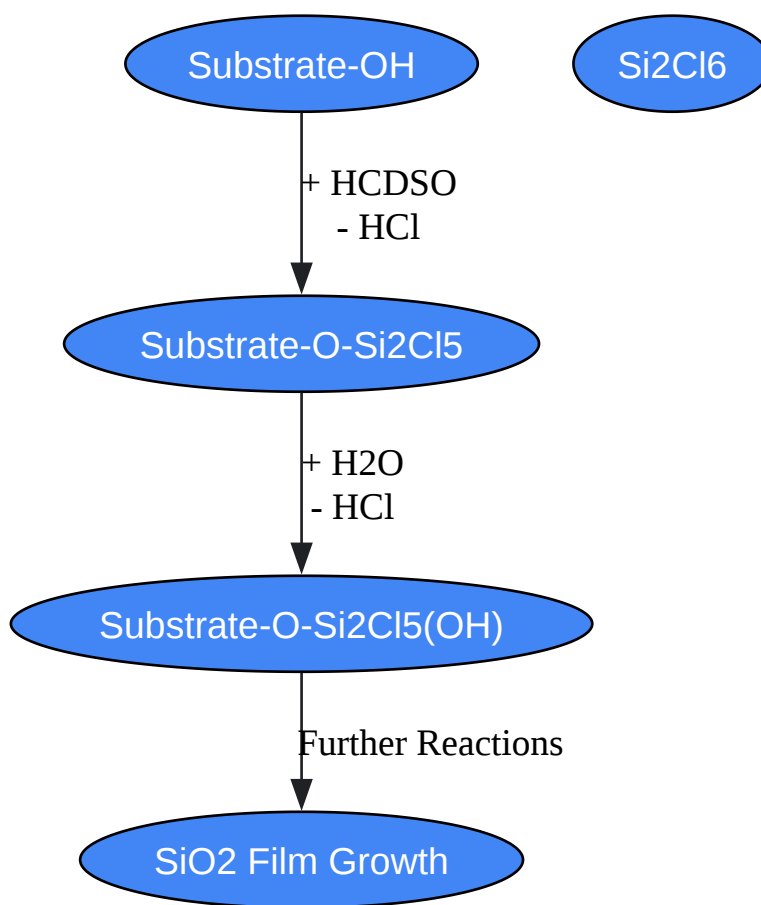 Substrate-OH
Si2Cl6
+ HCDSO
- HCl
Substrate-O-Si2Cl5
+ H2O
- HCl
Substrate-O-Si2Cl5(OH)
Further Reactions
SiO2 Film Growth